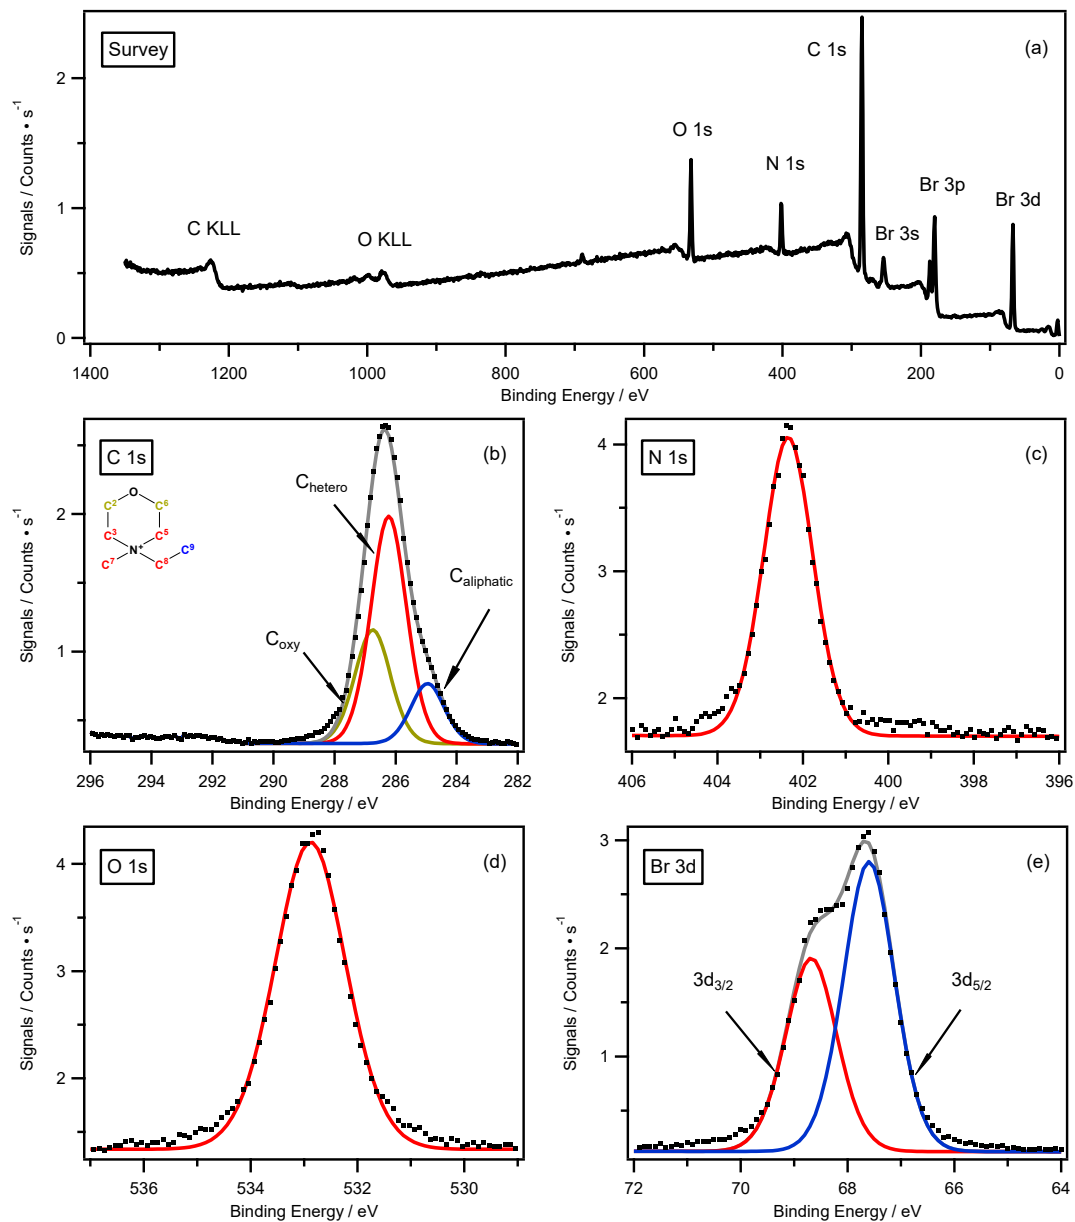 Survey
(a)
C 1s
O 1s
N 1s
Br 3p
Br 3d
Br 3s
C KLL
O KLL
2
1
0
Signals / Counts • s⁻¹
1400 1200 1000 800 600 400 200 0
Binding Energy / eV
C 1s
(b)
O
C² C⁶
C³ C⁵
N⁺
C⁷ C⁸ C⁹
C_hetero
C_aliphatic
C_oxy
2
1
Signals / Counts • s⁻¹
296 294 292 290 288 286 284 282
Binding Energy / eV
N 1s
(c)
4
3
2
Signals / Counts • s⁻¹
406 404 402 400 398 396
Binding Energy / eV
O 1s
(d)
4
3
2
Signals / Counts • s⁻¹
536 534 532 530
Binding Energy / eV
Br 3d
(e)
3d3/2
3d5/2
3
2
1
Signals / Counts • s⁻¹
72 70 68 66 64
Binding Energy / eV